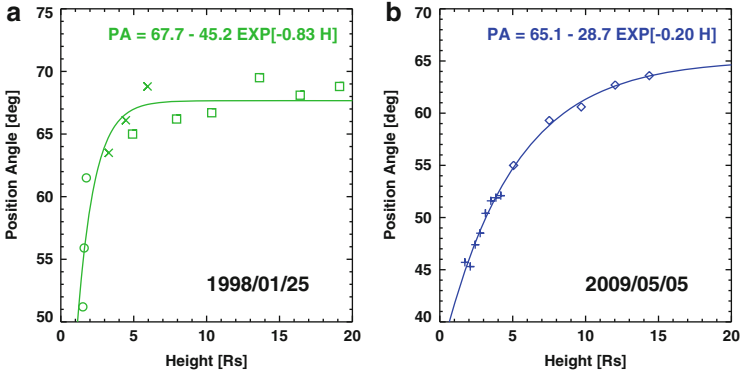 a
PA = 67.7 - 45.2 EXP[-0.83 H]
75
70
65
60
55
50
Position Angle [deg]
1998/01/25
0 5 10 15 20
Height [Rs]
b
PA = 65.1 - 28.7 EXP[-0.20 H]
70
65
60
55
50
45
40
Position Angle [deg]
2009/05/05
0 5 10 15 20
Height [Rs]